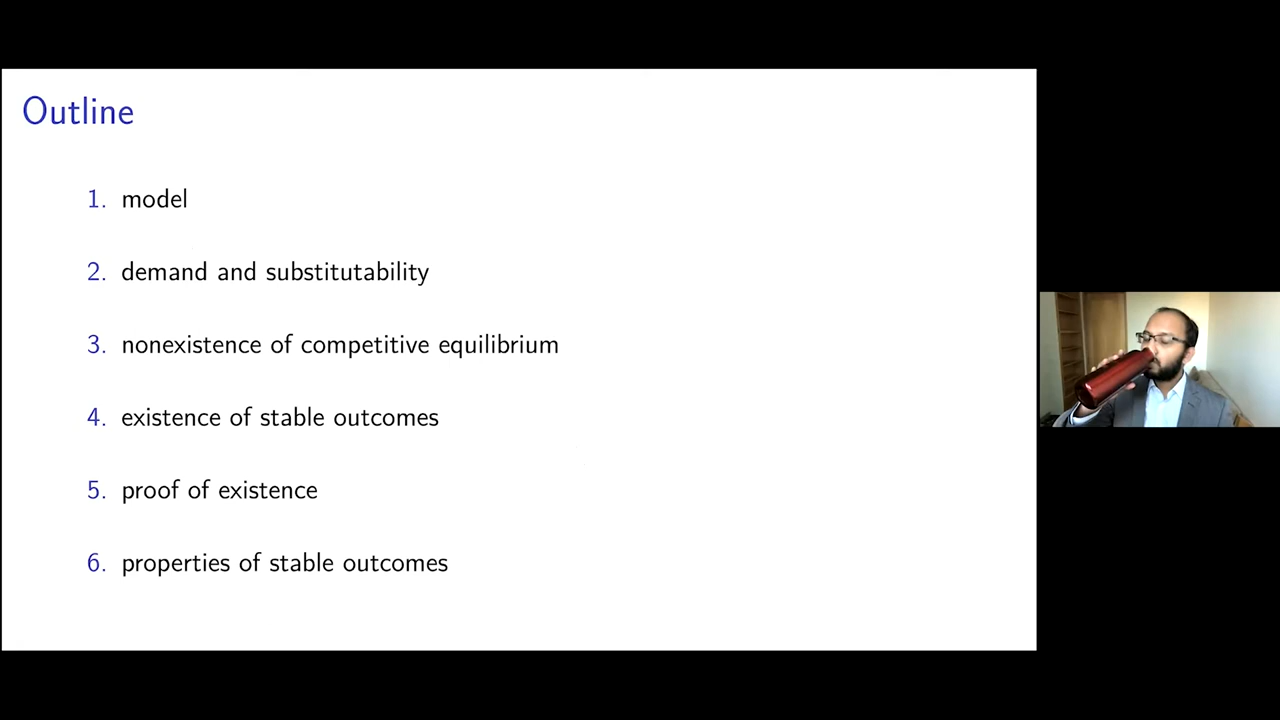 Outline
1. model
2. demand and substitutability
3. nonexistence of competitive equilibrium
4. existence of stable outcomes
5. proof of existence
6. properties of stable outcomes